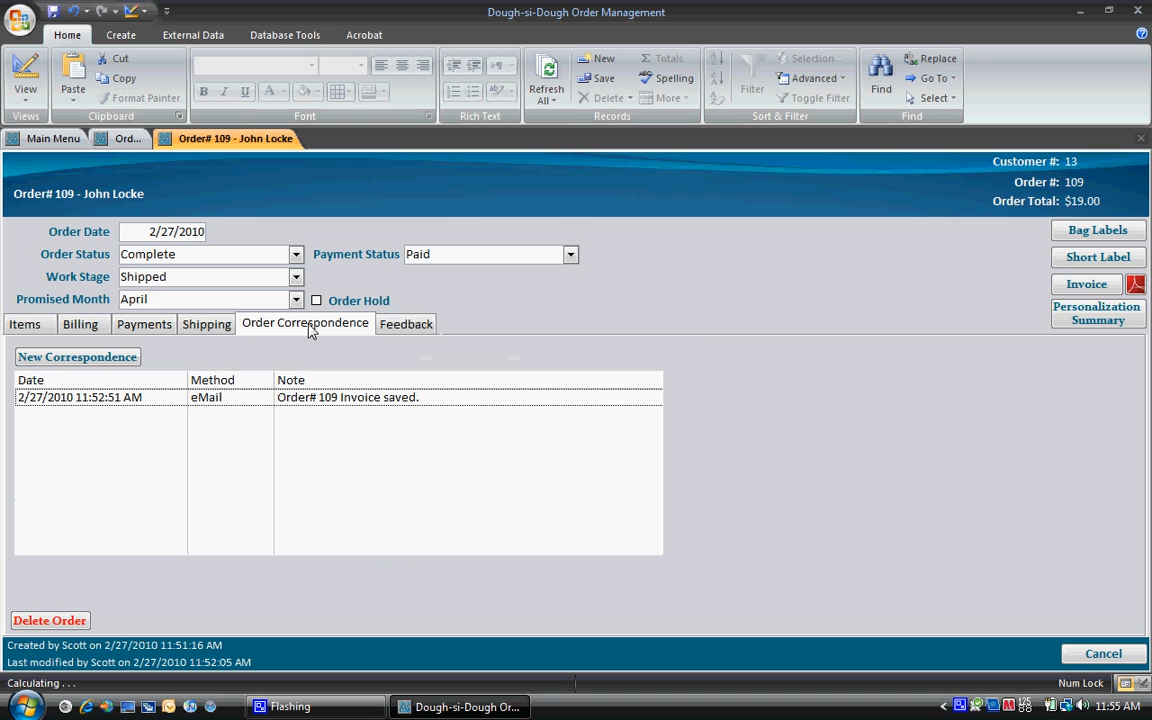 Dough-si-Dough Order Management
Home Create External Data Database Tools Acrobat
View
Views
Paste
Cut
Copy
Format Painter
Clipboard
B I U A
Font
Rich Text
Refresh
All
New
Save
Delete
Totals
Spelling
More
Records
Filter
Selection
Advanced
Toggle Filter
Sort & Filter
Find
Replace
Go To
Select
Find
Main Menu Ord... Order# 109 - John Locke
Customer #: 13
Order #: 109
Order Total: $19.00
Order# 109 - John Locke
Order Date 2/27/2010
Order Status Complete Payment Status Paid
Work Stage Shipped
Promised Month April Order Hold
Bag Labels
Short Label
Invoice
Personalization
Summary
Items Billing Payments Shipping Order Correspondence Feedback
New Correspondence
Date Method Note
2/27/2010 11:52:51 AM eMail Order# 109 Invoice saved.
Delete Order
Created by Scott on 2/27/2010 11:51:16 AM
Last modified by Scott on 2/27/2010 11:52:05 AM
Cancel
Calculating . . . Num Lock
Flashing Dough-si-Dough Or... 11:55 AM